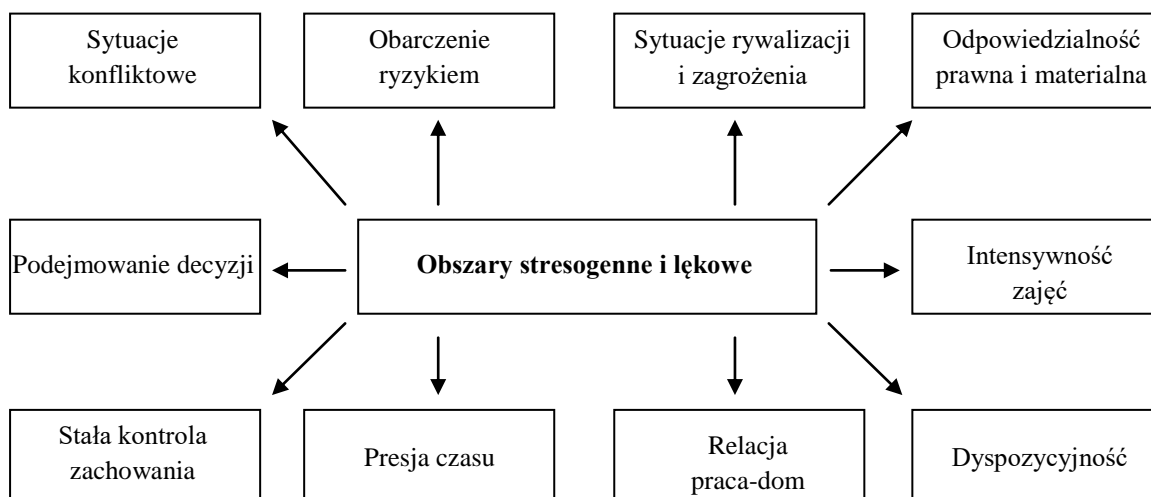 Sytuacje
konfliktowe
Obarczenie
ryzykiem
Sytuacje rywalizacji
i zagrożenia
Odpowiedzialność
prawna i materialna
Podejmowanie decyzji
Obszary stresogenne i lękowe
Intensywność
zajęć
Stała kontrola
zachowania
Presja czasu
Relacja
praca-dom
Dyspozycyjność